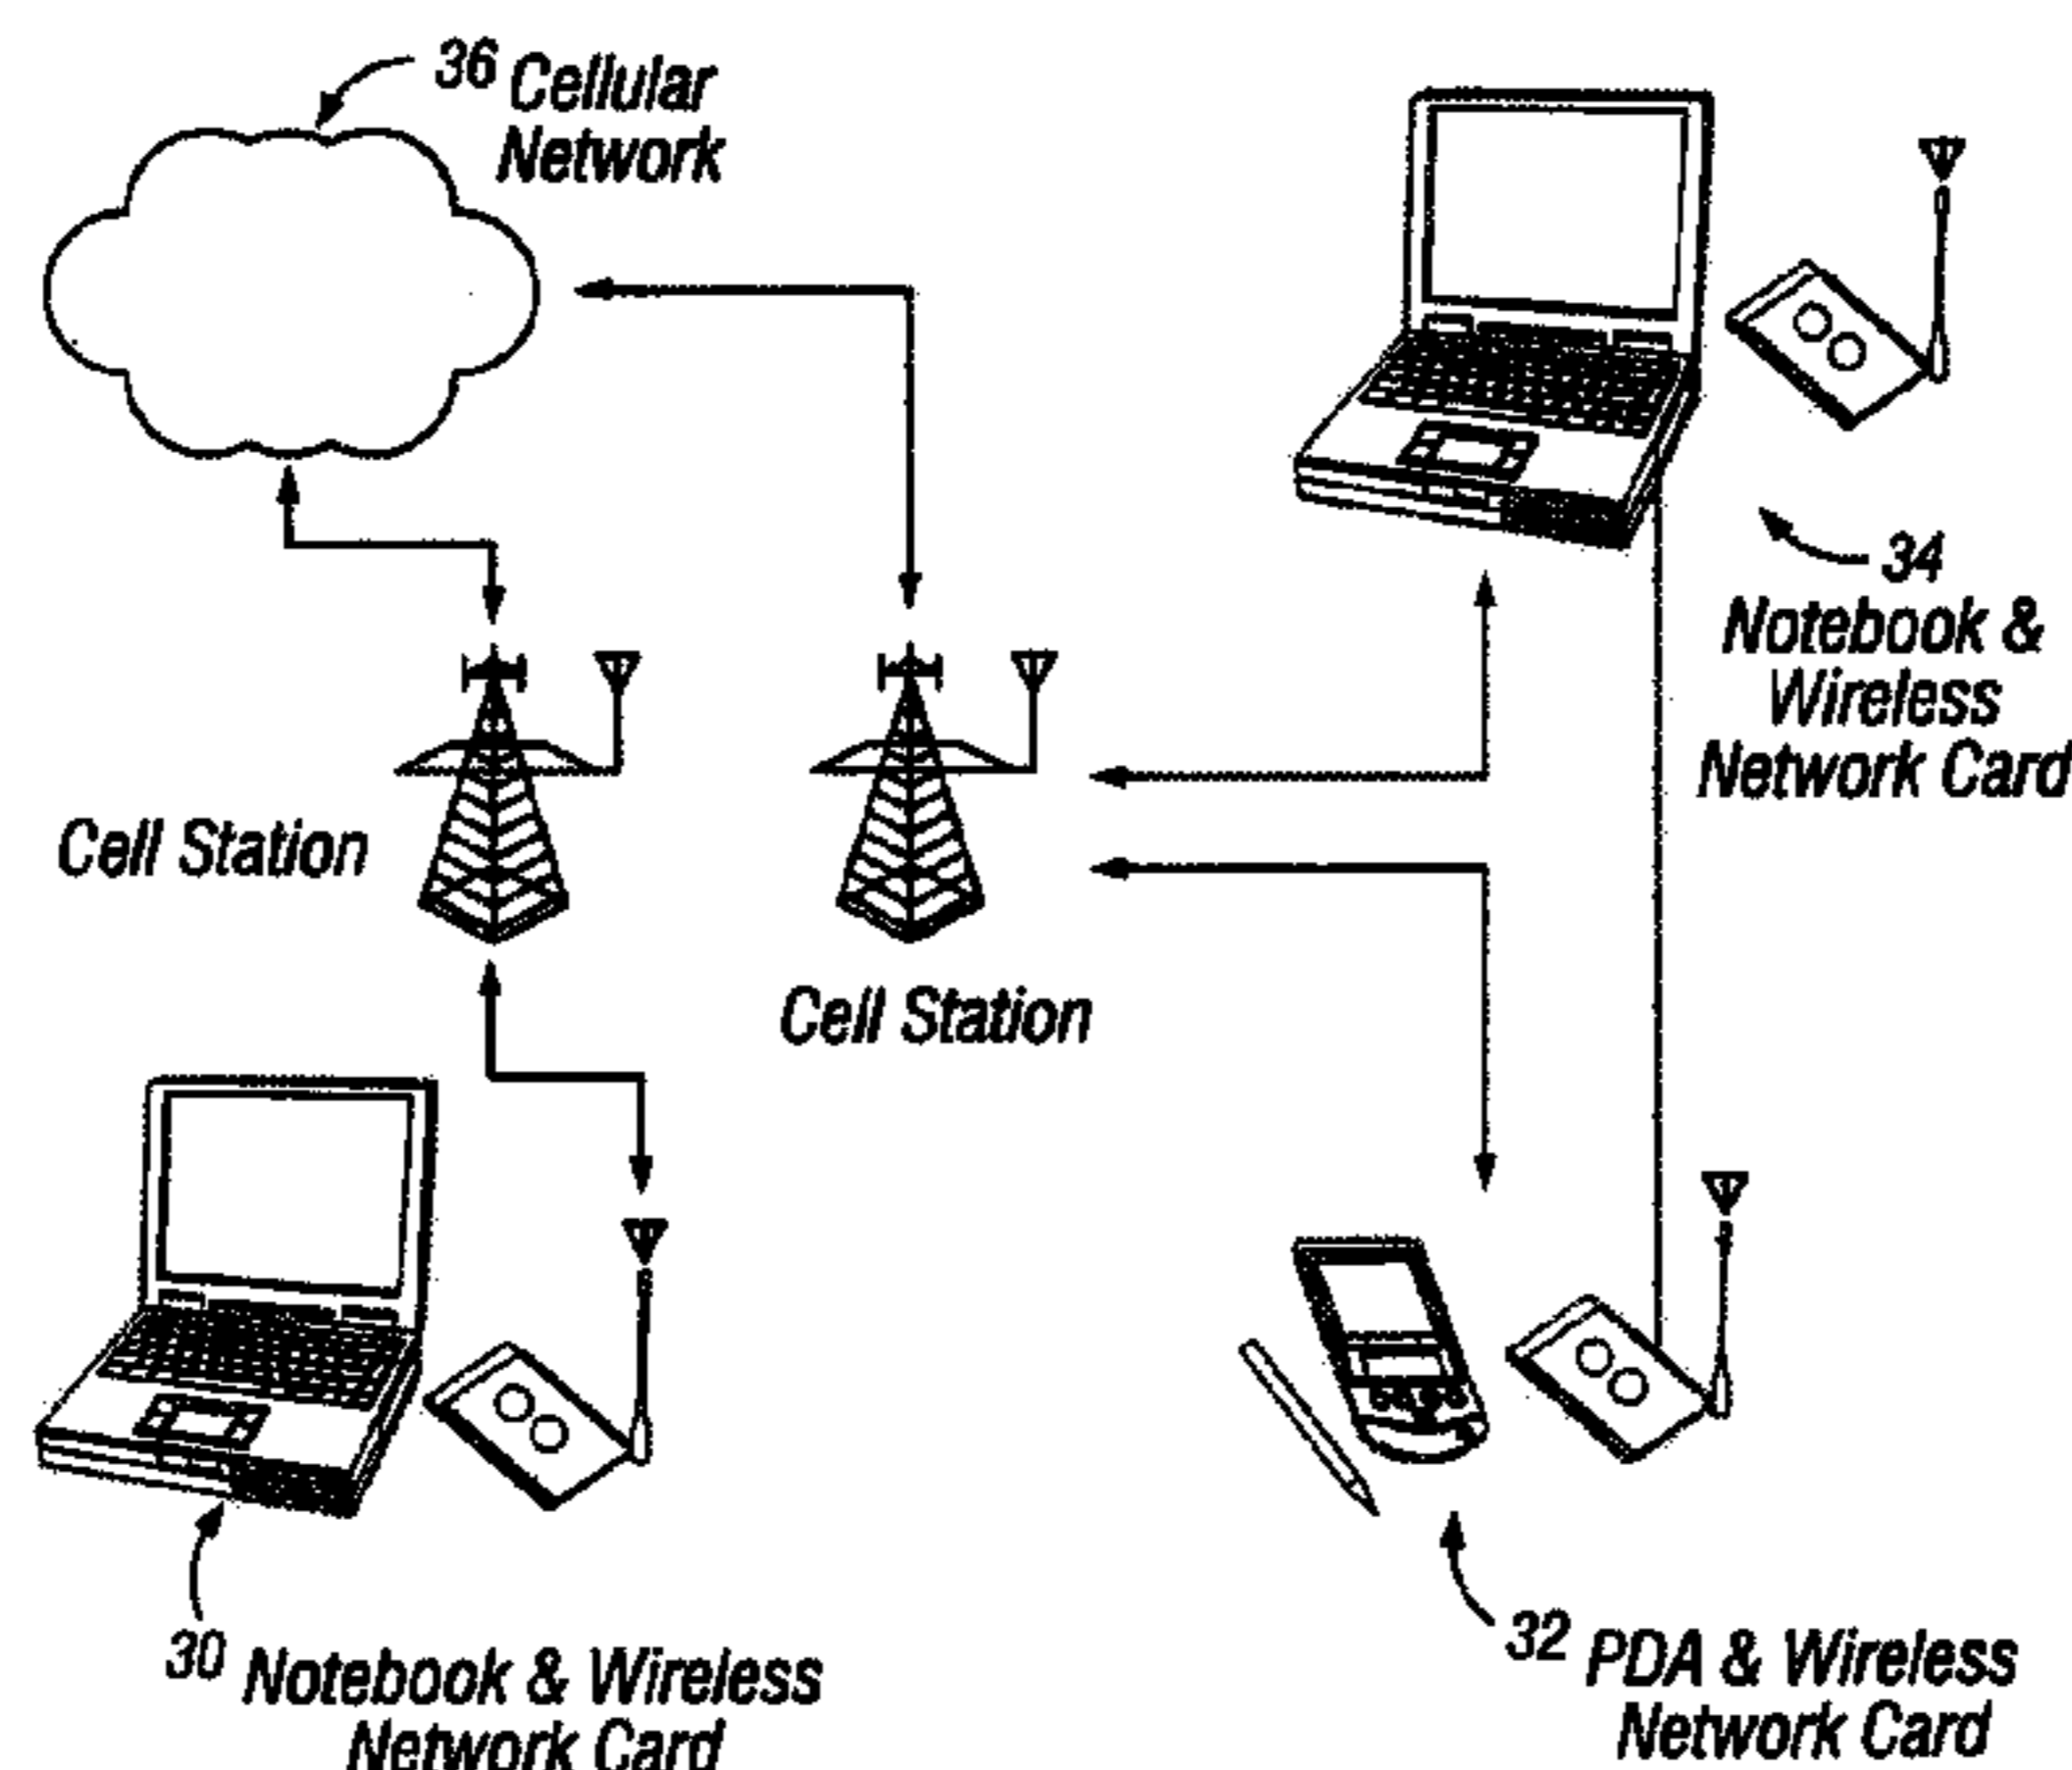 36 Cellular
Network
34
Notebook &
Wireless
Network Card
Cell Station
Cell Station
30 Notebook & Wireless
Network Card
32 PDA & Wireless
Network Card